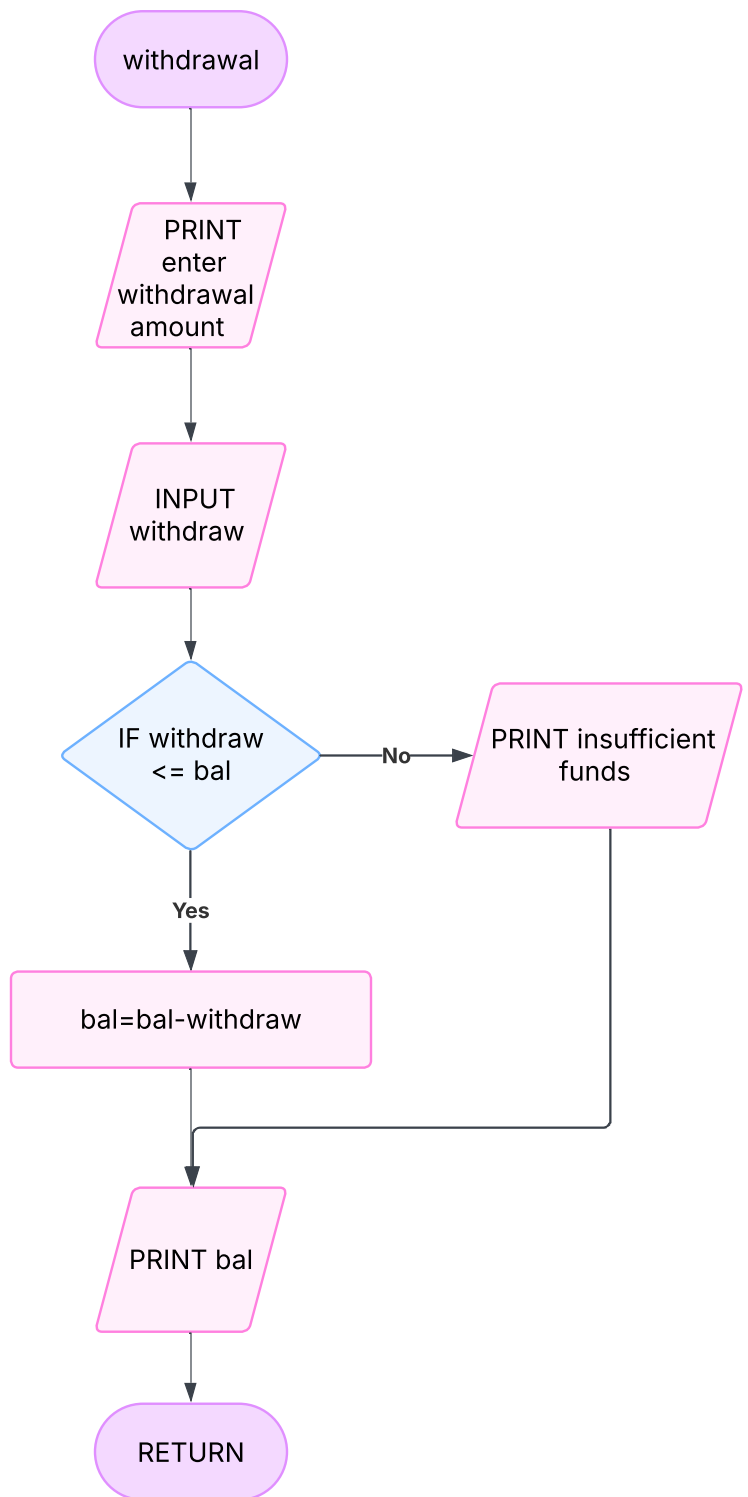 withdrawal
PRINT
enter
withdrawal
amount
INPUT
withdraw
IF withdraw
<= bal
No
PRINT insufficient
funds
Yes
bal=bal-withdraw
PRINT bal
RETURN